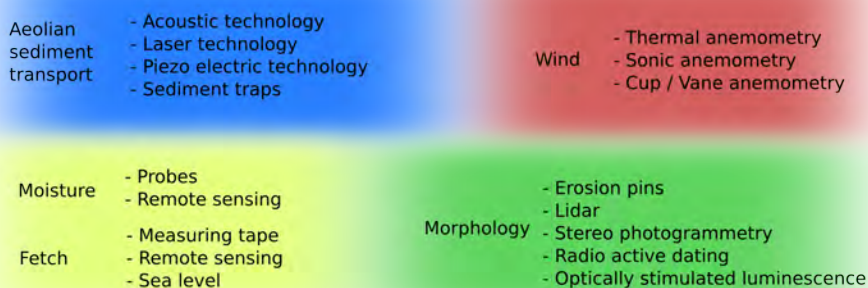 Aeolian
sediment
transport
- Acoustic technology
- Laser technology
- Piezo electric technology
- Sediment traps
Wind
- Thermal anemometry
- Sonic anemometry
- Cup / Vane anemometry
Moisture
- Probes
- Remote sensing
Fetch
- Measuring tape
- Remote sensing
- Sea level
Morphology
- Erosion pins
- Lidar
- Stereo photogrammetry
- Radio active dating
- Optically stimulated luminescence